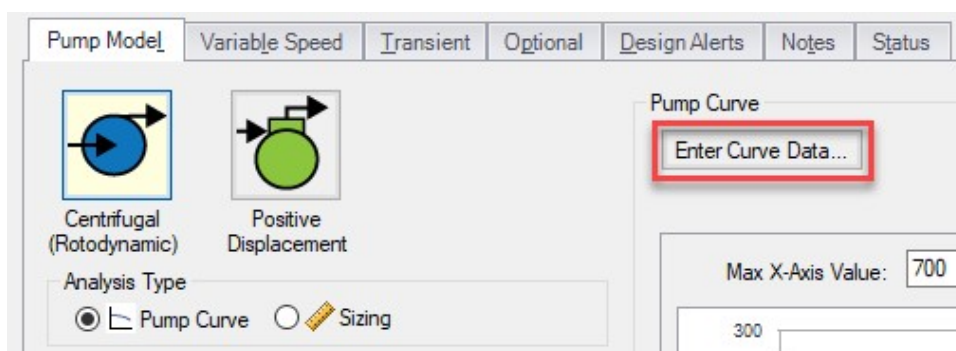 Pump Model Variable Speed Transient Optional Design Alerts Notes Status
Pump Curve
Enter Curve Data...
Centrifugal
(Rotodynamic)
Positive
Displacement
Analysis Type
Pump Curve Sizing
Max X-Axis Value: 700
300